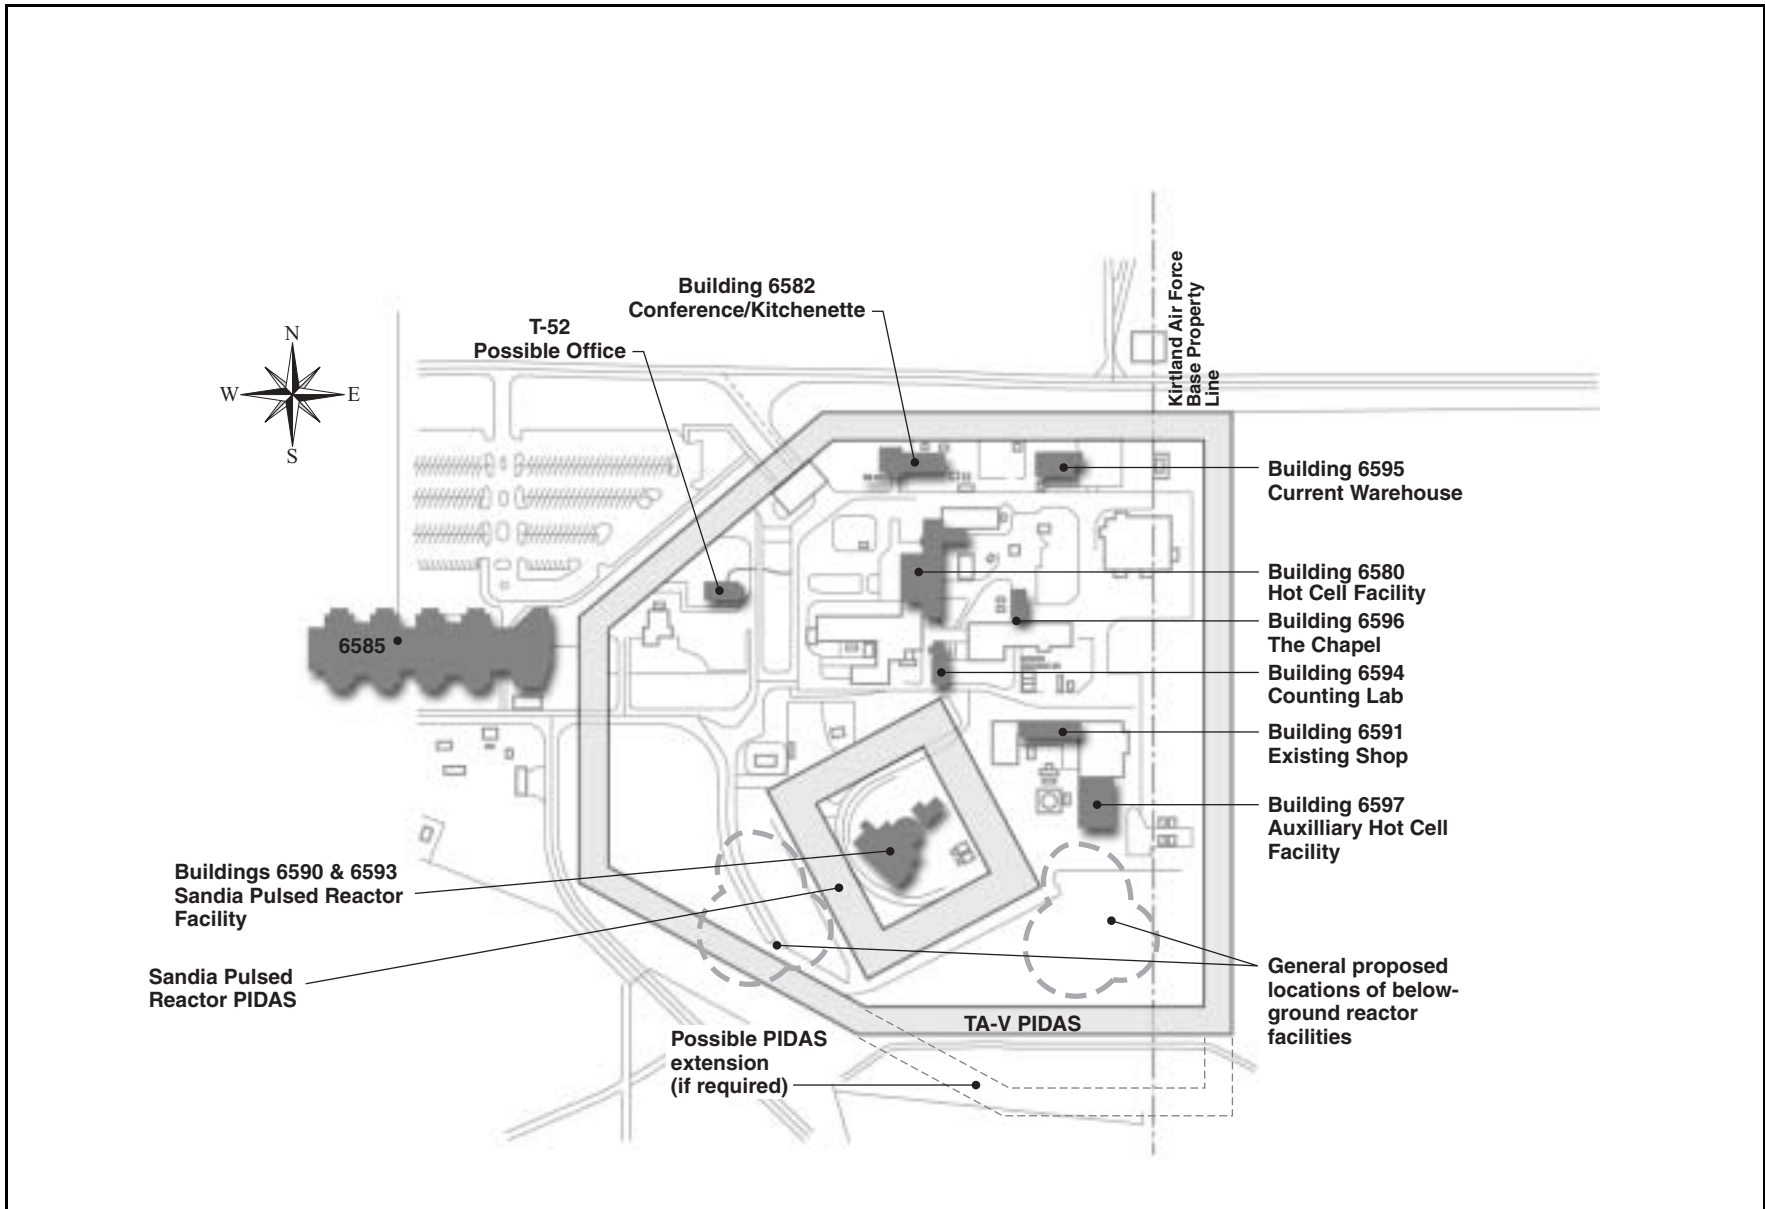 Kirtland Air Force
Base Property
Line
Building 6582
Conference/Kitchenette
T-52
Possible Office
N
W
E
S
Building 6595
Current Warehouse
Building 6580
Hot Cell Facility
Building 6596
The Chapel
6585
Building 6594
Counting Lab
Building 6591
Existing Shop
Building 6597
Auxilliary Hot Cell
Facility
Buildings 6590 & 6593
Sandia Pulsed Reactor
Facility
Sandia Pulsed
Reactor PIDAS
General proposed
locations of below-
ground reactor
facilities
TA-V PIDAS
Possible PIDAS
extension
(if required)